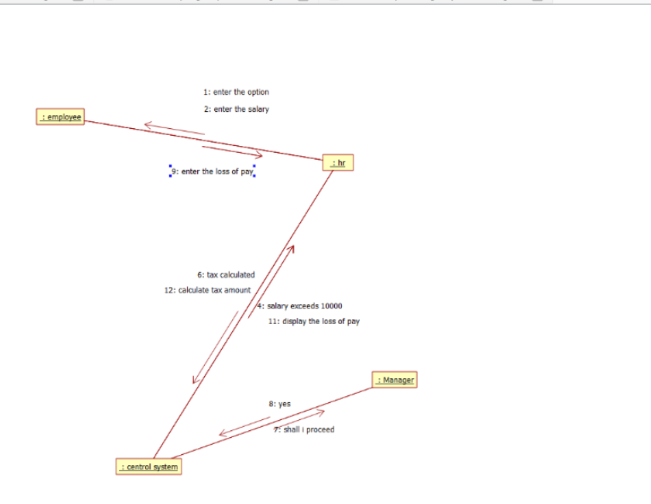 1: enter the option
2: enter the salary
: employee
: hr
9: enter the loss of pay
6: tax calculated
12: calculate tax amount
4: salary exceeds 10000
11: display the loss of pay
: Manager
8: yes
7: shall i proceed
: central system